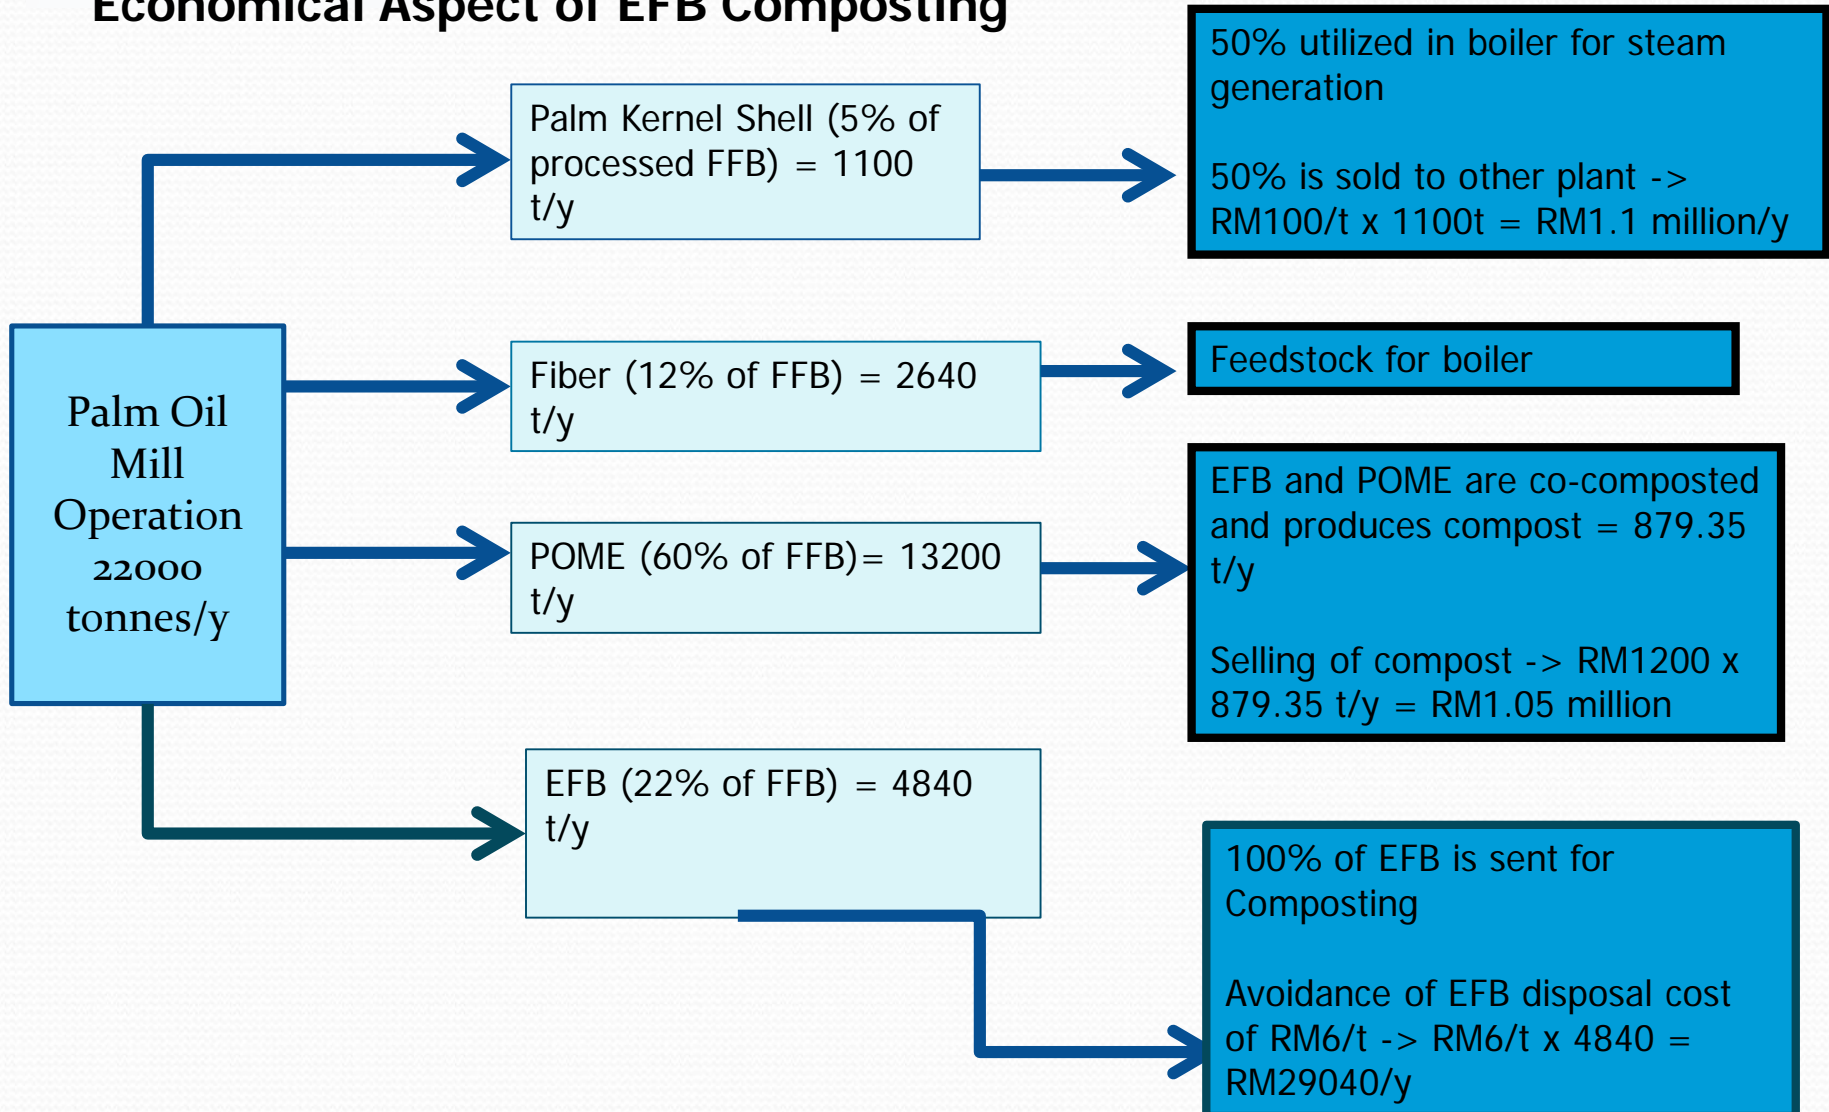 Economical Aspect of EFB Composting
Palm Oil
Mill
Operation
22000
tonnes/y
Palm Kernel Shell (5% of
processed FFB) = 1100
t/y
50% utilized in boiler for steam
generation
50% is sold to other plant ->
RM100/t x 1100t = RM1.1 million/y
Fiber (12% of FFB) = 2640
t/y
Feedstock for boiler
POME (60% of FFB)= 13200
t/y
EFB and POME are co-composted
and produces compost = 879.35
t/y
Selling of compost -> RM1200 x
879.35 t/y = RM1.05 million
EFB (22% of FFB) = 4840
t/y
100% of EFB is sent for
Composting
Avoidance of EFB disposal cost
of RM6/t -> RM6/t x 4840 =
RM29040/y